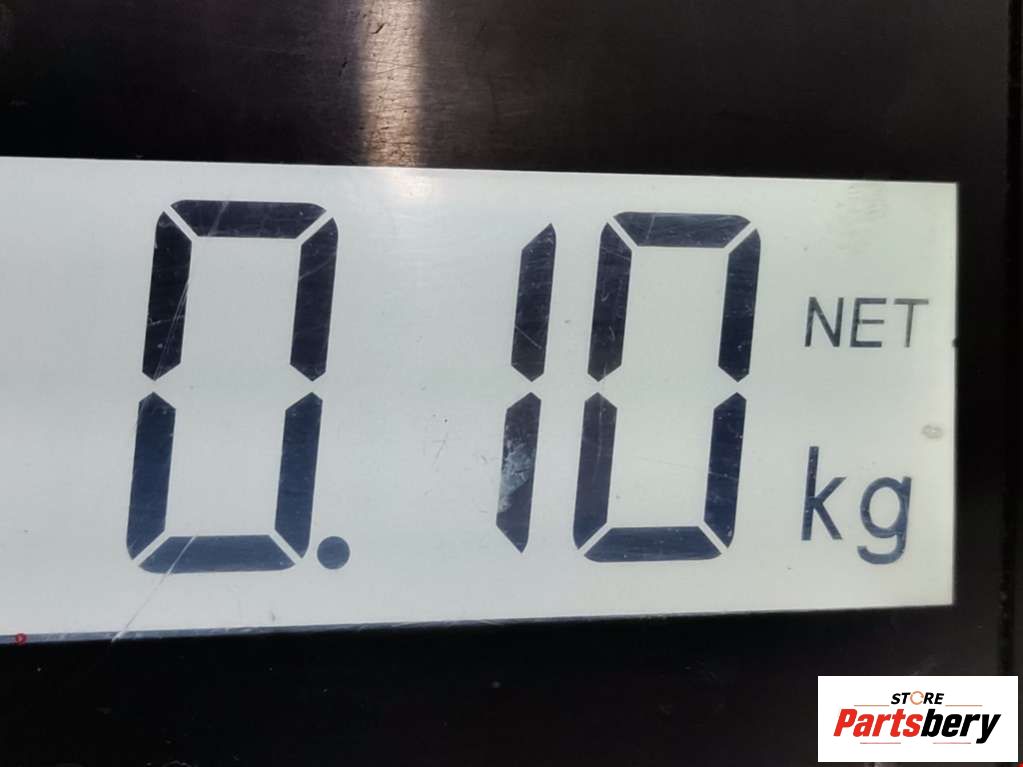 0.10
NET
kg
STORE
Partsbery